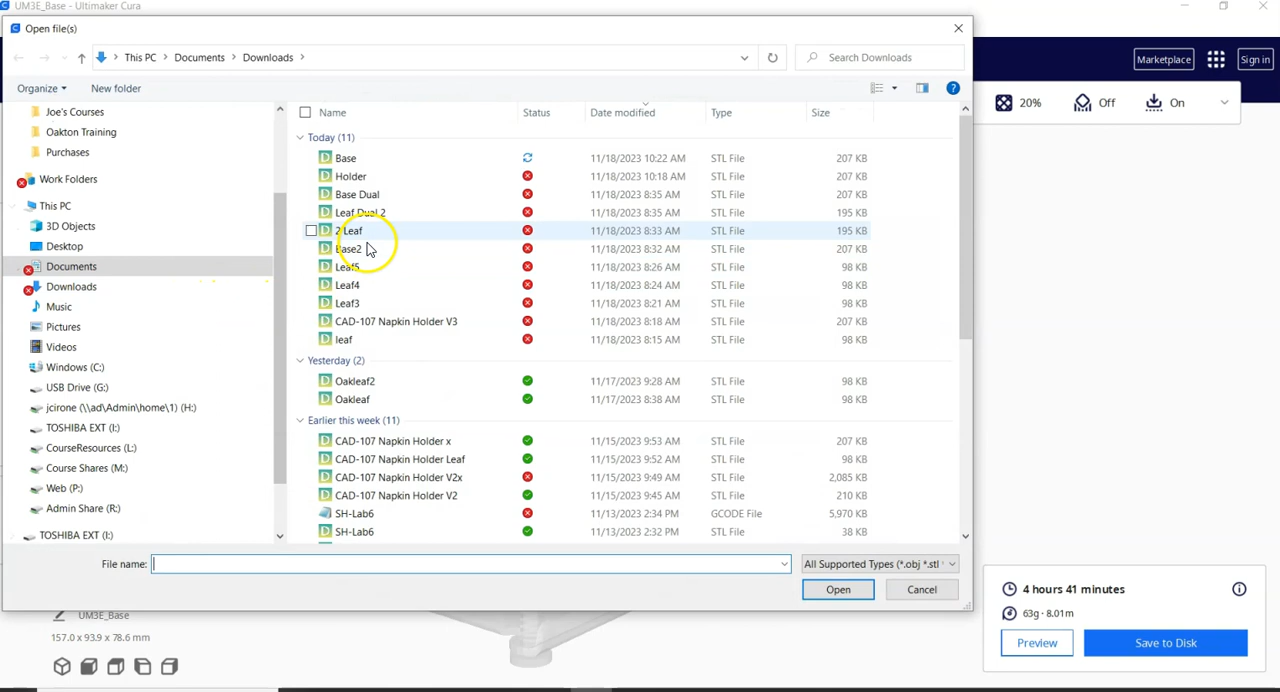 UM3E_Base - Ultimaker Cura
Open file(s)
This PC > Documents > Downloads >
Search Downloads
Marketplace
Sign in
Organize
New folder
20%
Off
On
Joe's Courses
Oakton Training
Purchases
Work Folders
This PC
3D Objects
Desktop
Documents
Downloads
Music
Pictures
Videos
Windows (C:)
USB Drive (G:)
jcirone (\\ad\Admin\home\1) (H:)
TOSHIBA EXT (I:)
CourseResources (L:)
Course Shares (M:)
Web (P:)
Admin Share (R:)
TOSHIBA EXT (I:)
Name Status Date modified Type Size
Today (11)
Base 11/18/2023 10:22 AM STL File 207 KB
Holder 11/18/2023 10:18 AM STL File 207 KB
Base Dual 11/18/2023 8:35 AM STL File 207 KB
Leaf Dual 2 11/18/2023 8:35 AM STL File 195 KB
2 Leaf 11/18/2023 8:33 AM STL File 195 KB
Base2 11/18/2023 8:32 AM STL File 207 KB
Leaf5 11/18/2023 8:26 AM STL File 98 KB
Leaf4 11/18/2023 8:24 AM STL File 98 KB
Leaf3 11/18/2023 8:21 AM STL File 98 KB
CAD-107 Napkin Holder V3 11/18/2023 8:18 AM STL File 207 KB
leaf 11/18/2023 8:15 AM STL File 98 KB
Yesterday (2)
Oakleaf2 11/17/2023 9:28 AM STL File 98 KB
Oakleaf 11/17/2023 8:38 AM STL File 98 KB
Earlier this week (11)
CAD-107 Napkin Holder x 11/15/2023 9:53 AM STL File 207 KB
CAD-107 Napkin Holder Leaf 11/15/2023 9:52 AM STL File 98 KB
CAD-107 Napkin Holder V2x 11/15/2023 9:49 AM STL File 2,085 KB
CAD-107 Napkin Holder V2 11/15/2023 9:45 AM STL File 210 KB
SH-Lab6 11/13/2023 2:34 PM GCODE File 5,970 KB
SH-Lab6 11/13/2023 2:32 PM STL File 38 KB
File name:
All Supported Types (*.obj *.stl
Open
Cancel
UM3E_Base
157.0 x 93.9 x 78.6 mm
4 hours 41 minutes
63g · 8.01m
Preview
Save to Disk